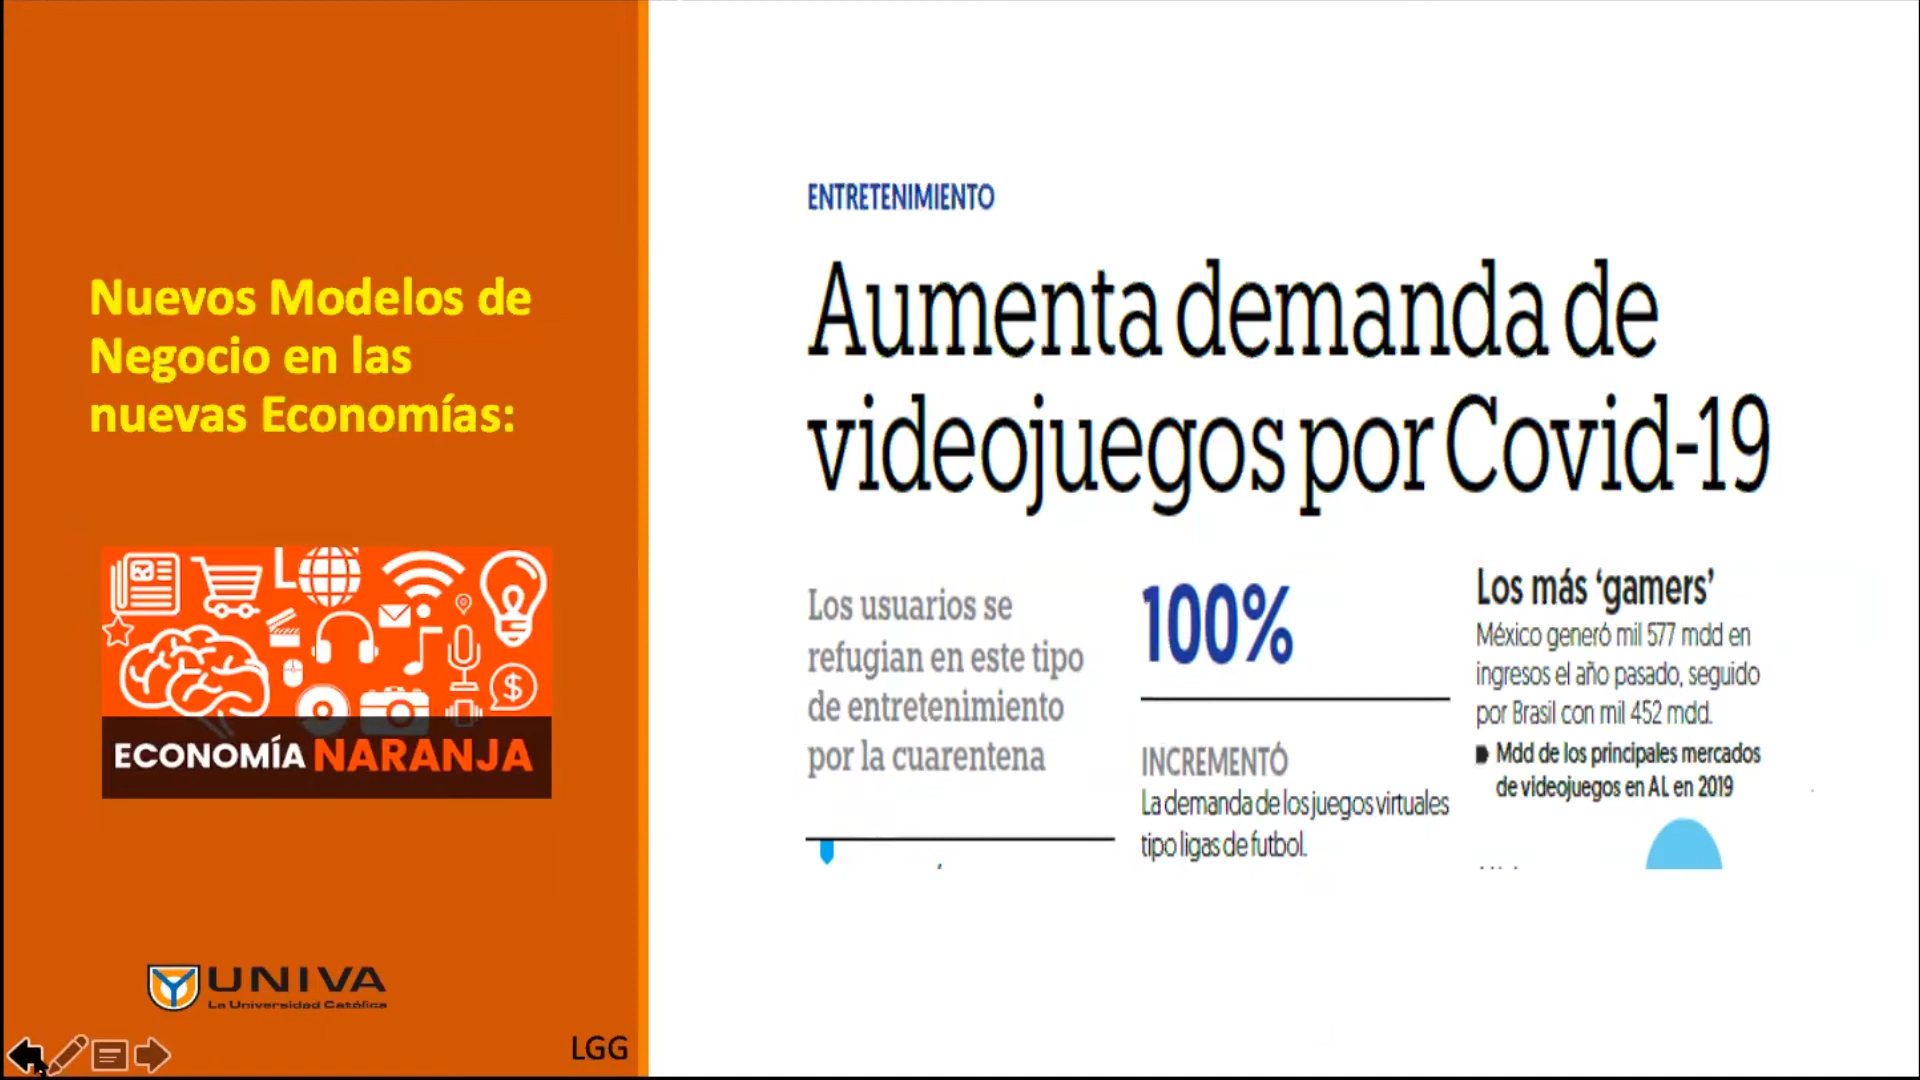 Nuevos Modelos de
Negocio en las
nuevas Economías:
ECONOMÍA NARANJA
UNIVA
La Universidad Católica
LGG
ENTRETENIMIENTO
Aumenta demanda de
videojuegos por Covid-19
Los usuarios se
refugian en este tipo
de entretenimiento
por la cuarentena
100%
INCREMENTÓ
La demanda de los juegos virtuales
tipo ligas de futbol.
Los más ‘gamers’
México generó mil 577 mdd en
ingresos el año pasado, seguido
por Brasil con mil 452 mdd.
Mdd de los principales mercados
de videojuegos en AL en 2019